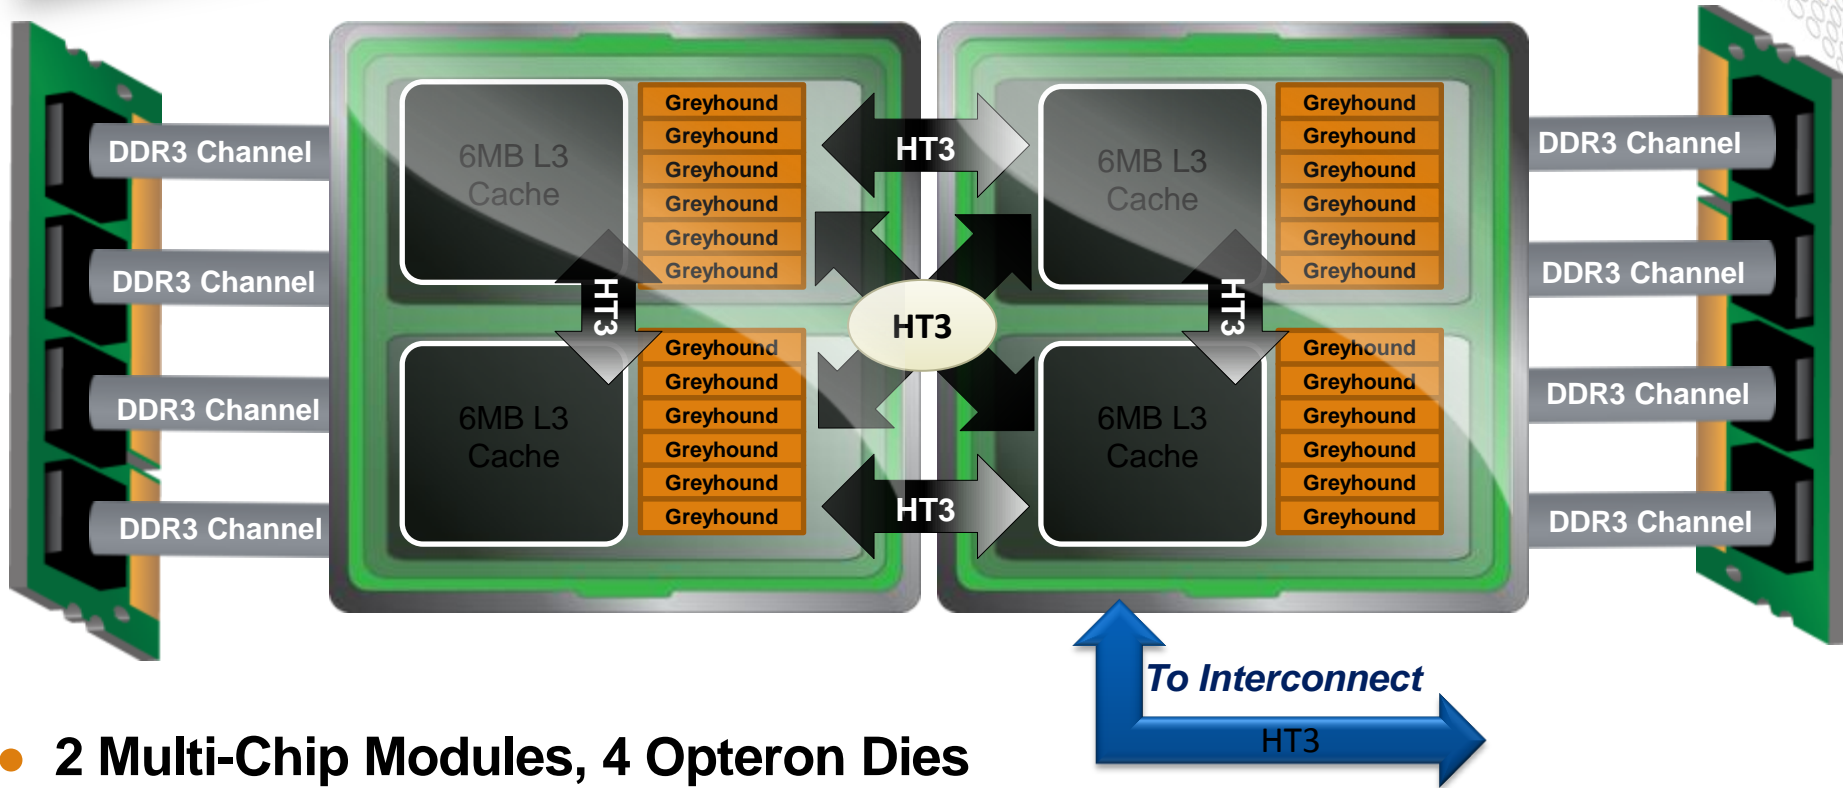 DDR3 Channel
DDR3 Channel
DDR3 Channel
DDR3 Channel
6MB L3
Cache
Greyhound
Greyhound
Greyhound
Greyhound
Greyhound
Greyhound
HT3
6MB L3
Cache
Greyhound
Greyhound
Greyhound
Greyhound
Greyhound
Greyhound
HT3
HT3
HT3
6MB L3
Cache
Greyhound
Greyhound
Greyhound
Greyhound
Greyhound
Greyhound
HT3
6MB L3
Cache
Greyhound
Greyhound
Greyhound
Greyhound
Greyhound
Greyhound
HT3
DDR3 Channel
DDR3 Channel
DDR3 Channel
DDR3 Channel
To Interconnect
HT3
• 2 Multi-Chip Modules, 4 Opteron Dies